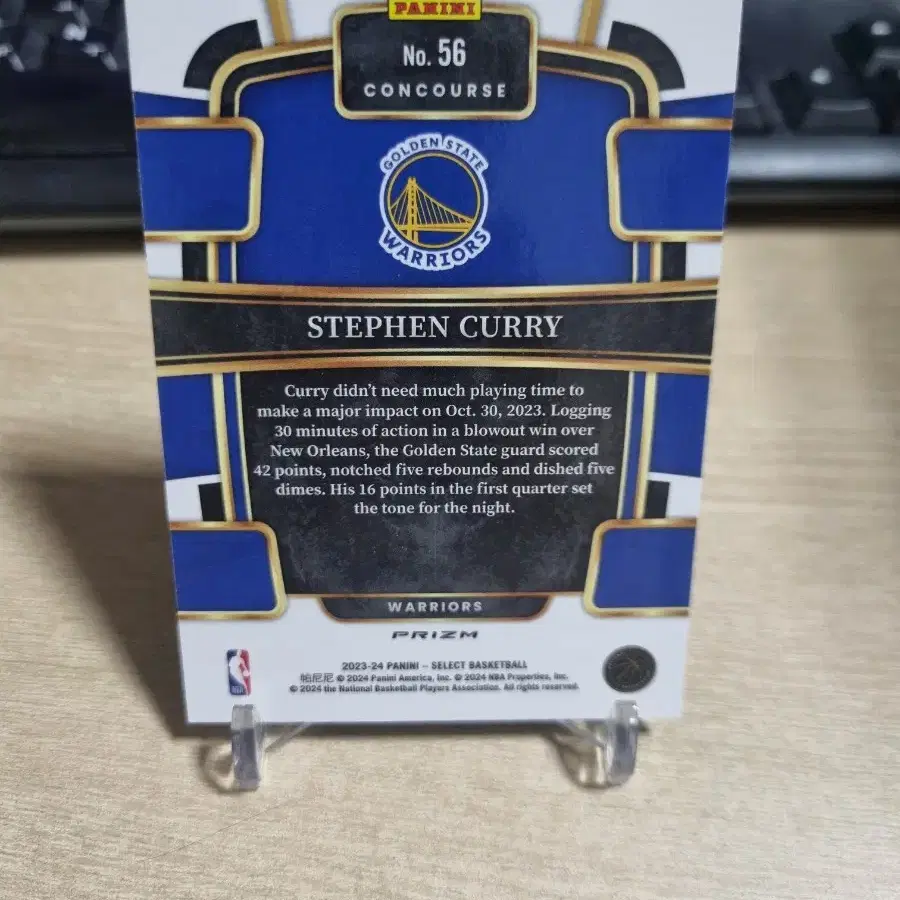 PANINI
No. 56
CONCOURSE
GOLDEN STATE
WARRIORS
STEPHEN CURRY
Curry didn't need much playing time to
make a major impact on Oct. 30, 2023. Logging
30 minutes of action in a blowout win over
New Orleans, the Golden State guard scored
42 points, notched five rebounds and dished five
dimes. His 16 points in the first quarter set
the tone for the night.
WARRIORS
PRIZM
2023-24 PANINI – SELECT BASKETBALL
帕尼尼 © 2024 Panini America, Inc. © 2024 NBA Properties, Inc.
© 2024 the National Basketball Players Association. All rights reserved.